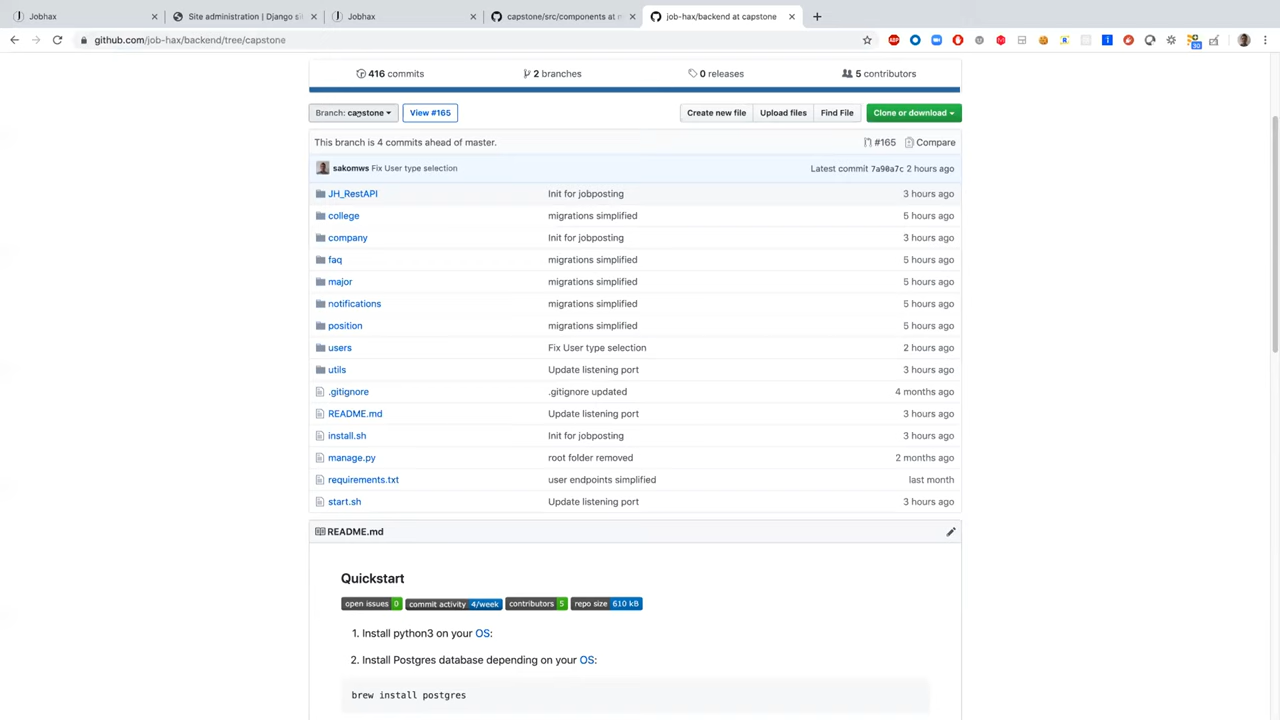 Jobhax
Site administration | Django si
Jobhax
capstone/src/components at m
job-hax/backend at capstone
github.com/job-hax/backend/tree/capstone
30
416 commits
2 branches
0 releases
5 contributors
Branch: capstone
View #165
Create new file
Upload files
Find File
Clone or download
This branch is 4 commits ahead of master.
#165
Compare
sakomws Fix User type selection
Latest commit 7a90a7c 2 hours ago
JH_RestAPI Init for jobposting 3 hours ago
college migrations simplified 5 hours ago
company Init for jobposting 3 hours ago
faq migrations simplified 5 hours ago
major migrations simplified 5 hours ago
notifications migrations simplified 5 hours ago
position migrations simplified 5 hours ago
users Fix User type selection 2 hours ago
utils Update listening port 3 hours ago
.gitignore .gitignore updated 4 months ago
README.md Update listening port 3 hours ago
install.sh Init for jobposting 3 hours ago
manage.py root folder removed 2 months ago
requirements.txt user endpoints simplified last month
start.sh Update listening port 3 hours ago
README.md
Quickstart
open issues 0 commit activity 4/week contributors 5 repo size 610 kB
1. Install python3 on your OS:
2. Install Postgres database depending on your OS:
brew install postgres